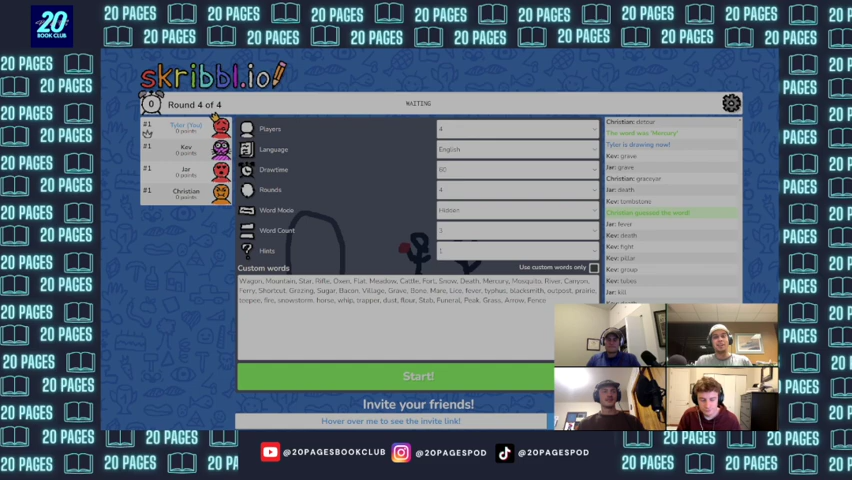 20 PAGES
20
BOOK CLUB
skribbl.io!
0
Round 4 of 4
WAITING
#1
Tyler (You)
0 points
#1
Kev
0 points
#1
Jar
0 points
#1
Christian
0 points
Players
4
Language
English
Drawtime
60
Rounds
4
Word Mode
Hidden
Word Count
3
Hints
1
Custom words
Use custom words only
Wagon, Mountain, Star, Rifle, Oxen, Flat, Meadow, Cattle, Fort, Snow, Death, Mercury, Mosquito, River, Canyon,
Ferry, Shortcut, Grazing, Sugar, Bacon, Village, Grave, Bone, Mare, Lice, fever, typhus, blacksmith, outpost, prairie,
teepee, fire, snowstorm, horse, whip, trapper, dust, flour, Stab, Funeral, Peak, Grass, Arrow, Fence
Start!
Invite your friends!
Hover over me to see the invite link!
Christian: detour
The word was 'Mercury'
Tyler is drawing now!
Kev: grave
Jar: grave
Christian: graveyar
Jar: death
Kev: tombstone
Christian guessed the word!
Jar: fever
Kev: death
Kev: fight
Kev: pillar
Kev: group
Kev: tubes
Jar: kill
@20PAGESBOOKCLUB
@20PAGESPOD
@20PAGESPOD